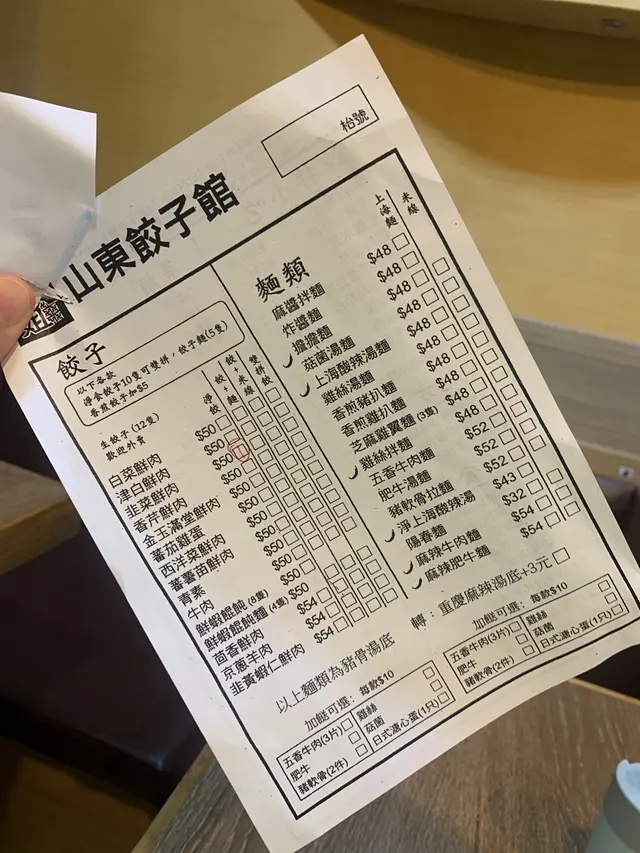 枱號
山東餃子館
餃子
以下各款
淨各餃子10隻可雙拼，餃子麵(5隻)
香煎餃子加$5
生餃子 (12隻)
歡迎外賣
淨餃
餃+麵
餃+米線
雙拼餃
白菜鮮肉 $50
津白鮮肉 $50
韭菜鮮肉 $50
香芹鮮肉 $50
金玉滿堂鮮肉 $50
番茄雞蛋 $50
西洋菜鮮肉 $50
蕃薯苗鮮肉 $50
青素 $50
牛肉 $50
鮮蝦餛飩 (8隻) $50
鮮蝦餛飩麵 (4隻) $50
茴香鮮肉 $54
京蔥羊肉 $54
韭黃蝦仁鮮肉 $54
麵類
上海麵
米線
麻醬拌麵 $48
炸醬麵 $48
擔擔麵 $48
菇菌湯麵 $48
上海酸辣湯麵 $48
雞絲湯麵 $48
香煎豬扒麵 $48
香煎雞扒麵 $48
芝麻雞翼麵 (3隻) $48
雞絲拌麵 $48
五香牛肉麵 $52
肥牛湯麵 $52
豬軟骨拉麵 $52
淨上海酸辣湯 $43
陽春麵 $32
麻辣牛肉麵 $54
麻辣肥牛麵 $54
以上麵類為豬骨湯底
轉：重慶麻辣湯底+3元
加餸可選：每款$10
五香牛肉(3片)
雞絲
肥牛
菇菌
豬軟骨(2件)
日式溏心蛋(1只)
加餸可選：每款$10
五香牛肉(3片)
雞絲
肥牛
菇菌
豬軟骨(2件)
日式溏心蛋(1只)